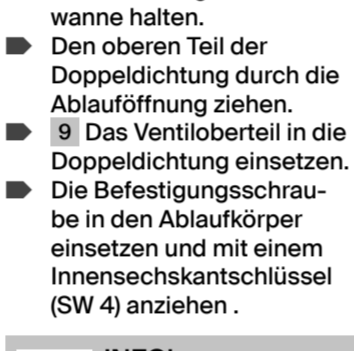 wanne halten.
Den oberen Teil der
Doppeldichtung durch die
Ablauföffnung ziehen.
9 Das Ventiloberteil in die
Doppeldichtung einsetzen.
Die Befestigungsschrau-
be in den Ablaufkörper
einsetzen und mit einem
Innensechskantschlüssel
(SW 4) anziehen .